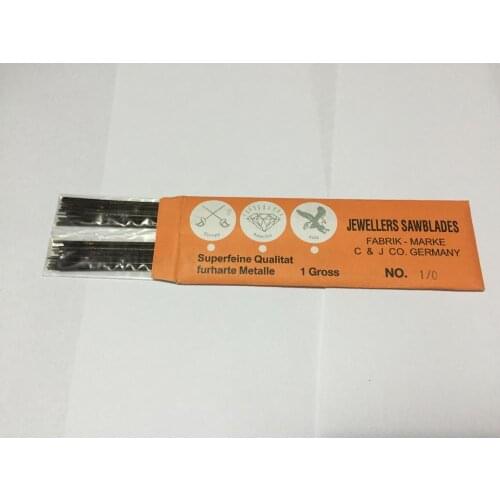 JEWELLERS SAWBLADES
FABRIK - MARKE
C & J CO. GERMANY
Superfeine Qualitat
furharte Metalle
1 Gross
NO. 1/0